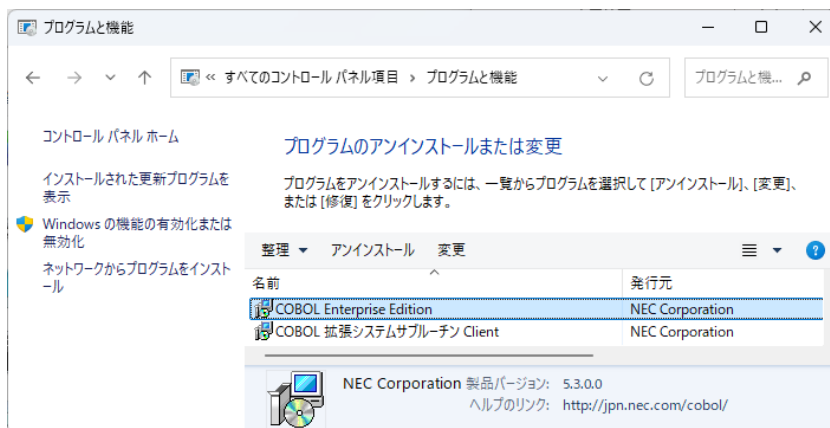 プログラムと機能
« すべてのコントロール パネル項目 › プログラムと機能
プログラムと機...
コントロール パネル ホーム
インストールされた更新プログラムを
表示
Windows の機能の有効化または
無効化
ネットワークからプログラムをインスト
ール
プログラムのアンインストールまたは変更
プログラムをアンインストールするには、一覧からプログラムを選択して [アンインストール]、[変更]、
または [修復] をクリックします。
整理 ▼ アンインストール 変更
名前 発行元
COBOL Enterprise Edition NEC Corporation
COBOL 拡張システムサブルーチン Client NEC Corporation
NEC Corporation 製品バージョン: 5.3.0.0
ヘルプのリンク: http://jpn.nec.com/cobol/